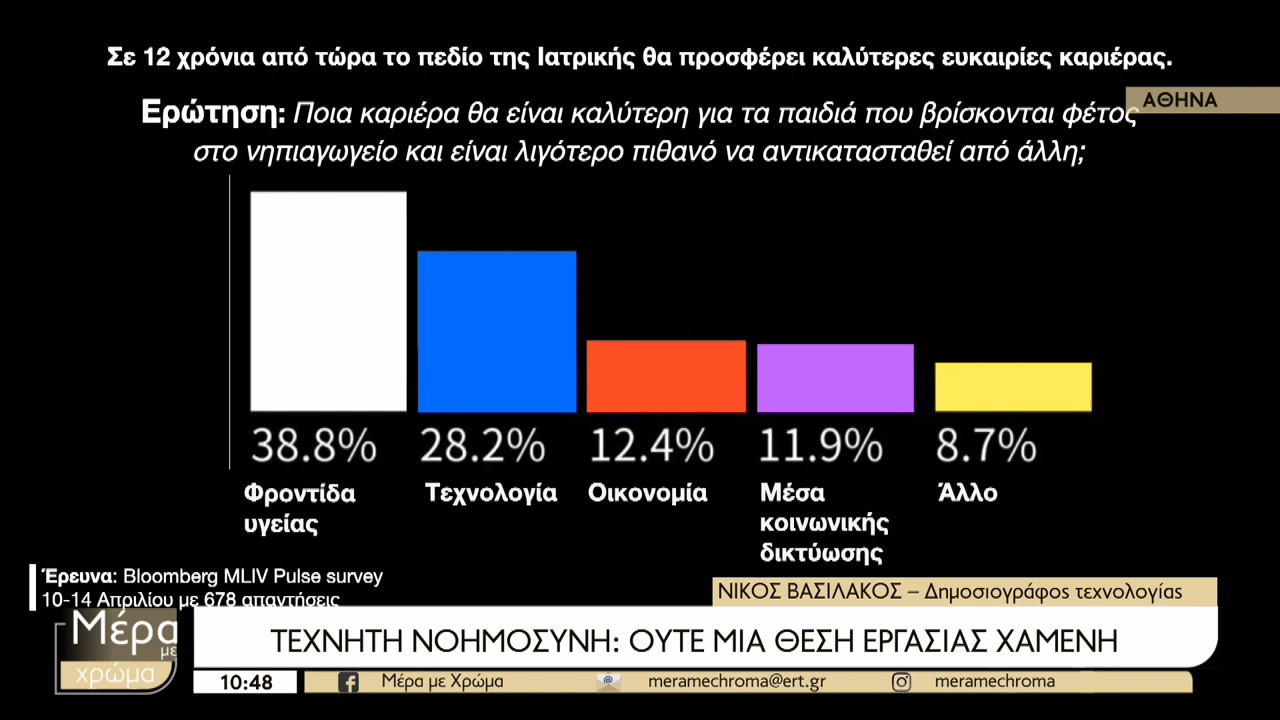 Σε 12 χρόνια από τώρα το πεδίο της Ιατρικής θα προσφέρει καλύτερες ευκαιρίες καριέρας.
ΑΘΗΝΑ
Ερώτηση: Ποια καριέρα θα είναι καλύτερη για τα παιδιά που βρίσκονται φέτος
στο νηπιαγωγείο και είναι λιγότερο πιθανό να αντικατασταθεί από άλλη;
38.8% 28.2% 12.4% 11.9% 8.7%
Φροντίδα Τεχνολογία Οικονομία Μέσα Άλλο
υγείας κοινωνικής
δικτύωσης
Έρευνα: Bloomberg MLIV Pulse survey
10-14 Απριλίου με 678 απαντήσεις
ΝΙΚΟΣ ΒΑΣΙΛΑΚΟΣ – Δημοσιογράφος τεχνολογίας
Μέρα
με
χρώμα
ΤΕΧΝΗΤΗ ΝΟΗΜΟΣΥΝΗ: ΟΥΤΕ ΜΙΑ ΘΕΣΗ ΕΡΓΑΣΙΑΣ ΧΑΜΕΝΗ
10:48 Μέρα με Χρώμα meramechroma@ert.gr meramechroma